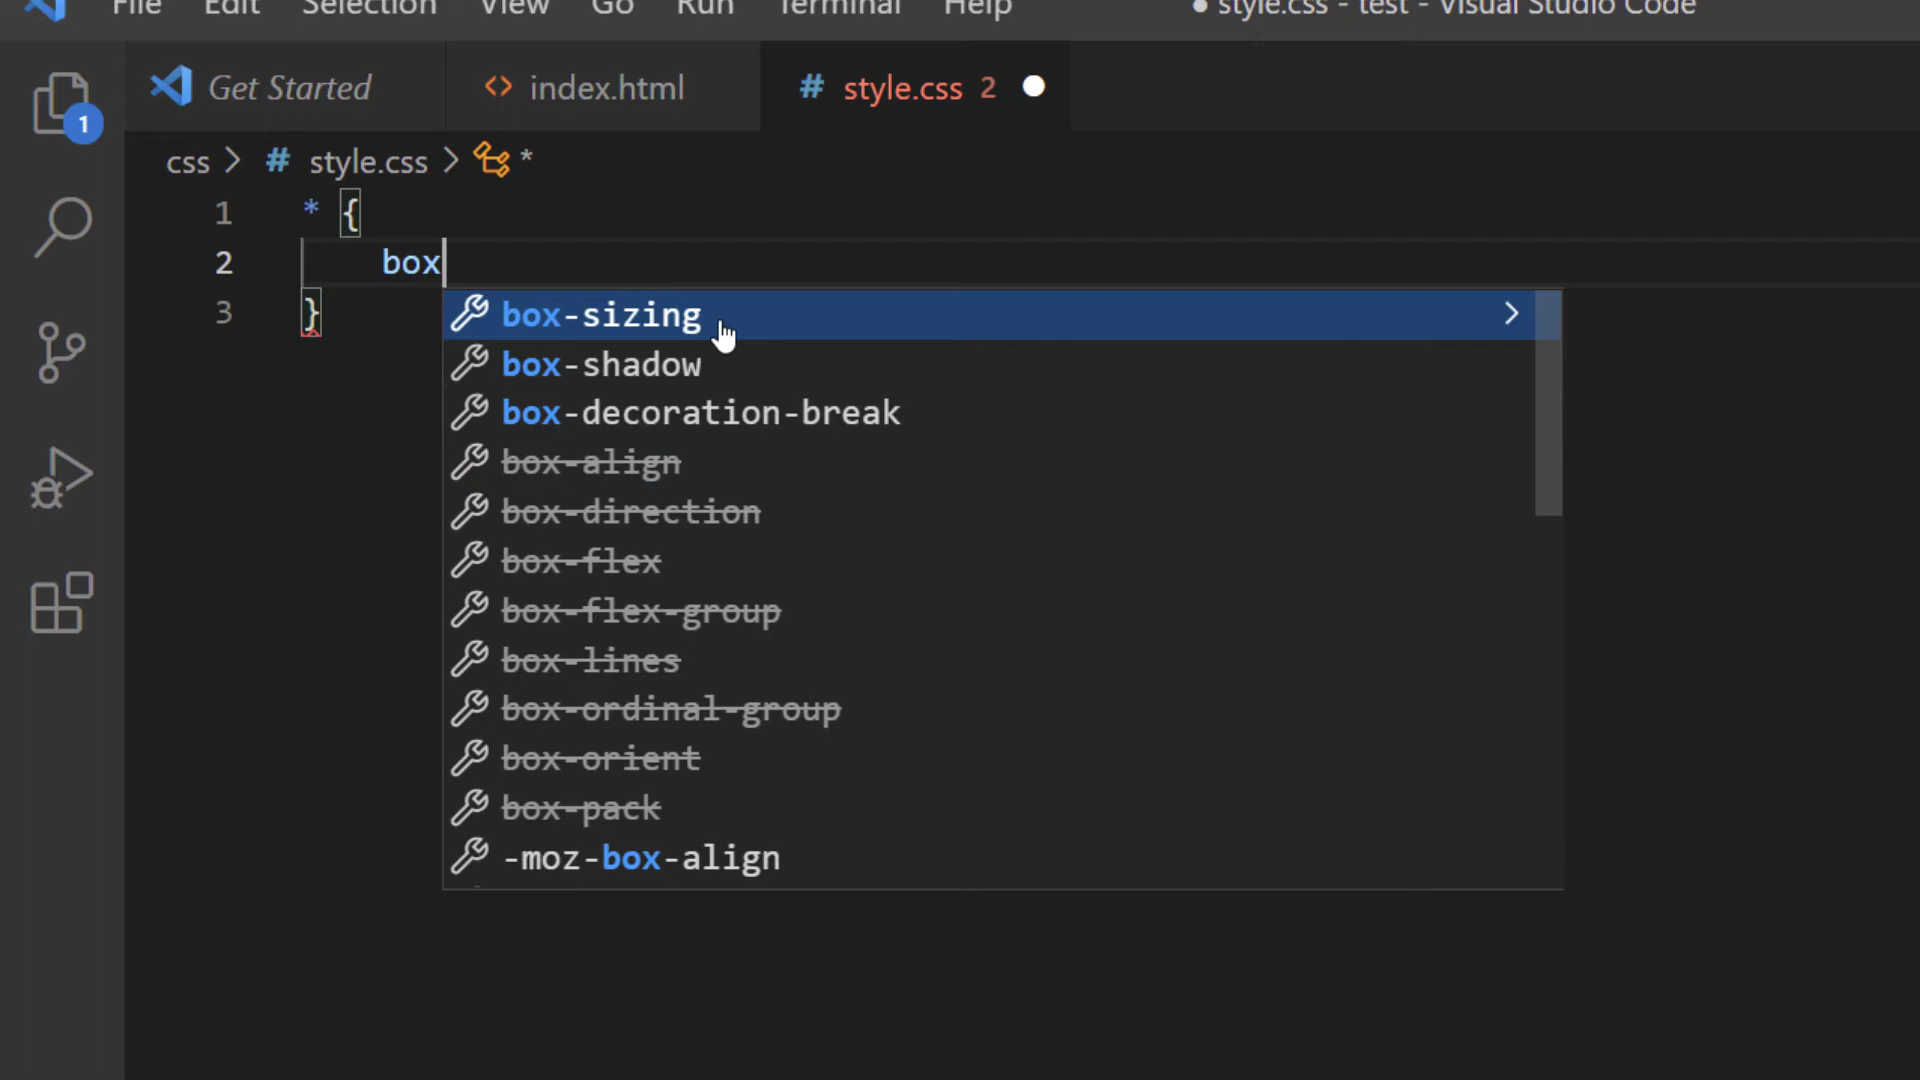 File Edit Selection View Go Run Terminal Help ● style.css - test - Visual Studio Code
Get Started <> index.html # style.css 2
1
css > # style.css > *
1 * {
2 box
3 }
box-sizing
box-shadow
box-decoration-break
box-align
box-direction
box-flex
box-flex-group
box-lines
box-ordinal-group
box-orient
box-pack
-moz-box-align